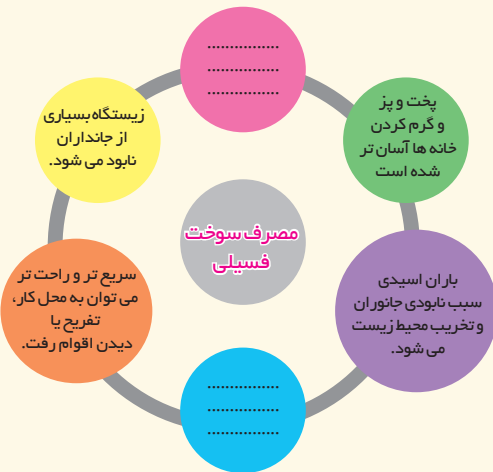 ................
................
................
پخت و پز
و گرم کردن
خانه ها آسان تر
شده است
باران اسیدی
سبب نابودی جانوران
و تخریب محیط زیست
می شود.
................
................
................
سریع تر و راحت تر
می توان به محل کار،
تفریح یا
دیدن اقوام رفت.
زیستگاه بسیاری
از جانداران
نابود می شود.
مصرف سوخت
فسیلی